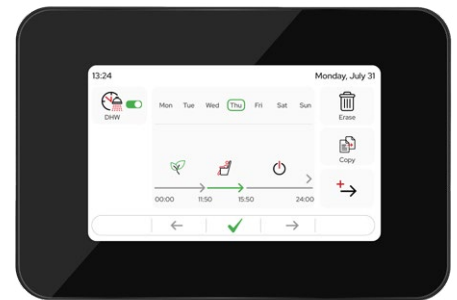 13:24
Monday, July 31
DHW
Mon Tue Wed Thu Fri Sat Sun
Erase
Copy
00:00 11:50 15:50 24:00